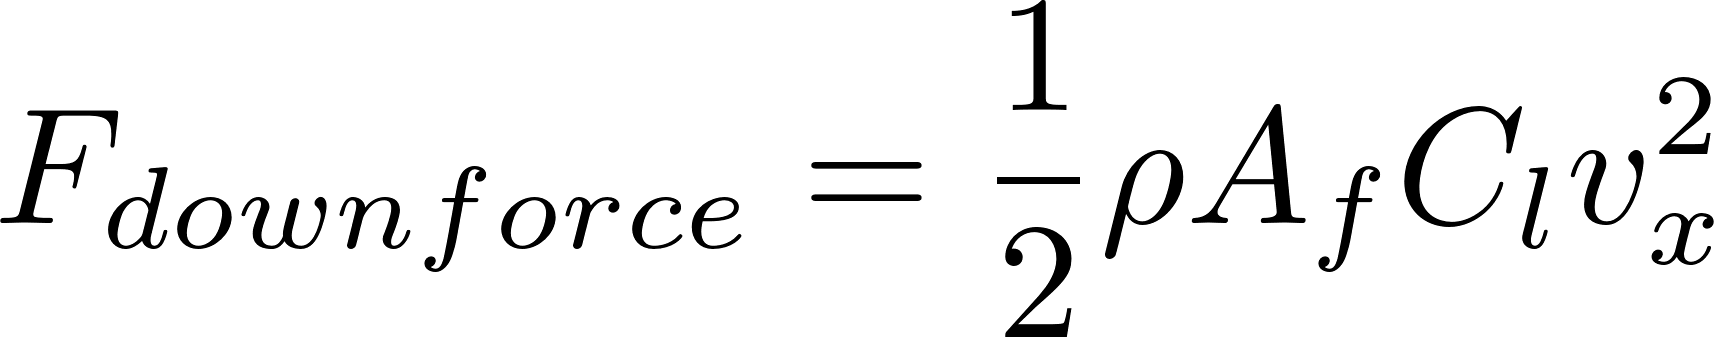 F_{downforce} = \frac{1}{2} \rho A_f C_l v_x^2